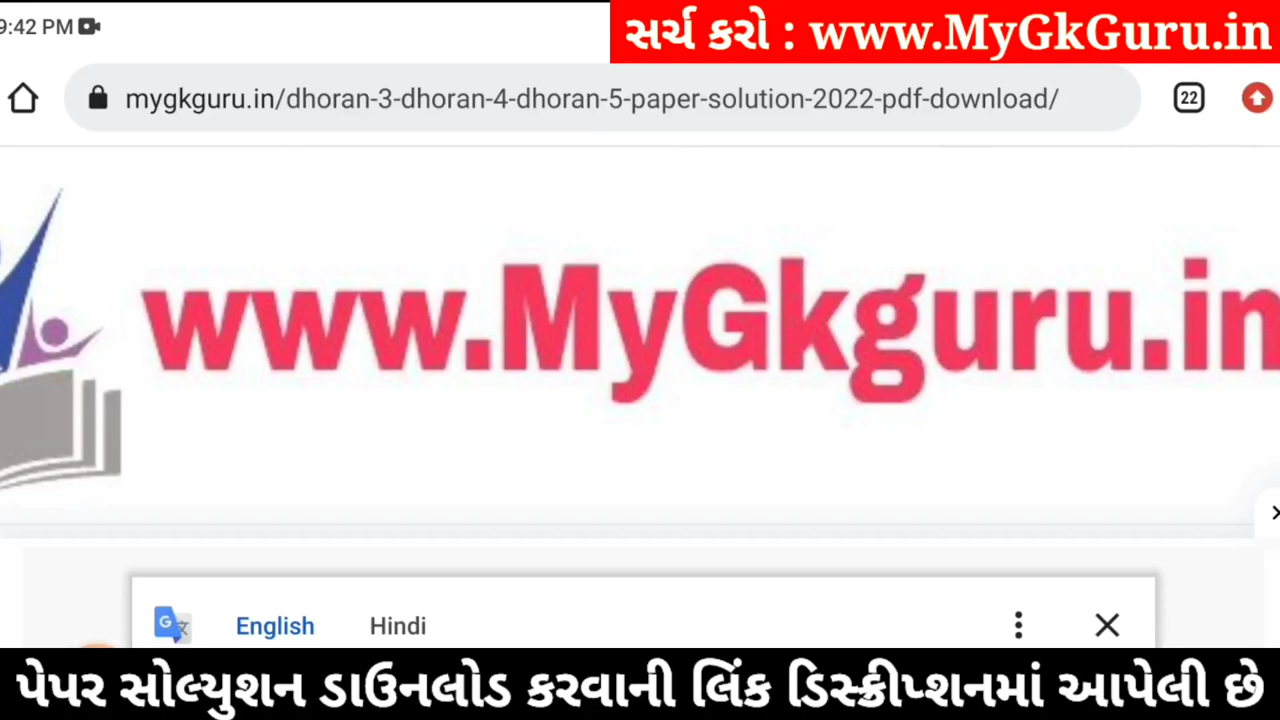 9:42 PM
સર્ચ કરો : www.MyGkGuru.in
mygkguru.in/dhoran-3-dhoran-4-dhoran-5-paper-solution-2022-pdf-download/
22
www.MyGkguru.in
English Hindi
પેપર સોલ્યુશન ડાઉનલોડ કરવાની લિંક ડિસ્ક્રીપ્શનમાં આપેલી છે